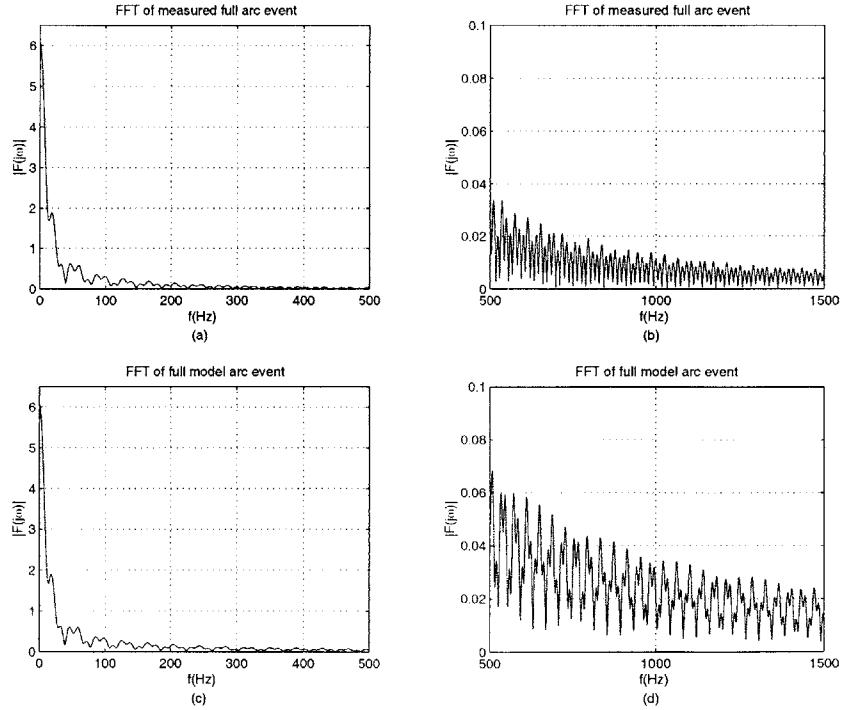 FFT of measured full arc event
6
5
4
3
2
1
0
|F(jω)|
0 100 200 300 400 500
f(Hz)
(a)
FFT of measured full arc event
0.1
0.08
0.06
0.04
0.02
0
|F(jω)|
500 1000 1500
f(Hz)
(b)
FFT of full model arc event
6
5
4
3
2
1
0
|F(jω)|
0 100 200 300 400 500
f(Hz)
(c)
FFT of full model arc event
0.1
0.08
0.06
0.04
0.02
0
|F(jω)|
500 1000 1500
f(Hz)
(d)